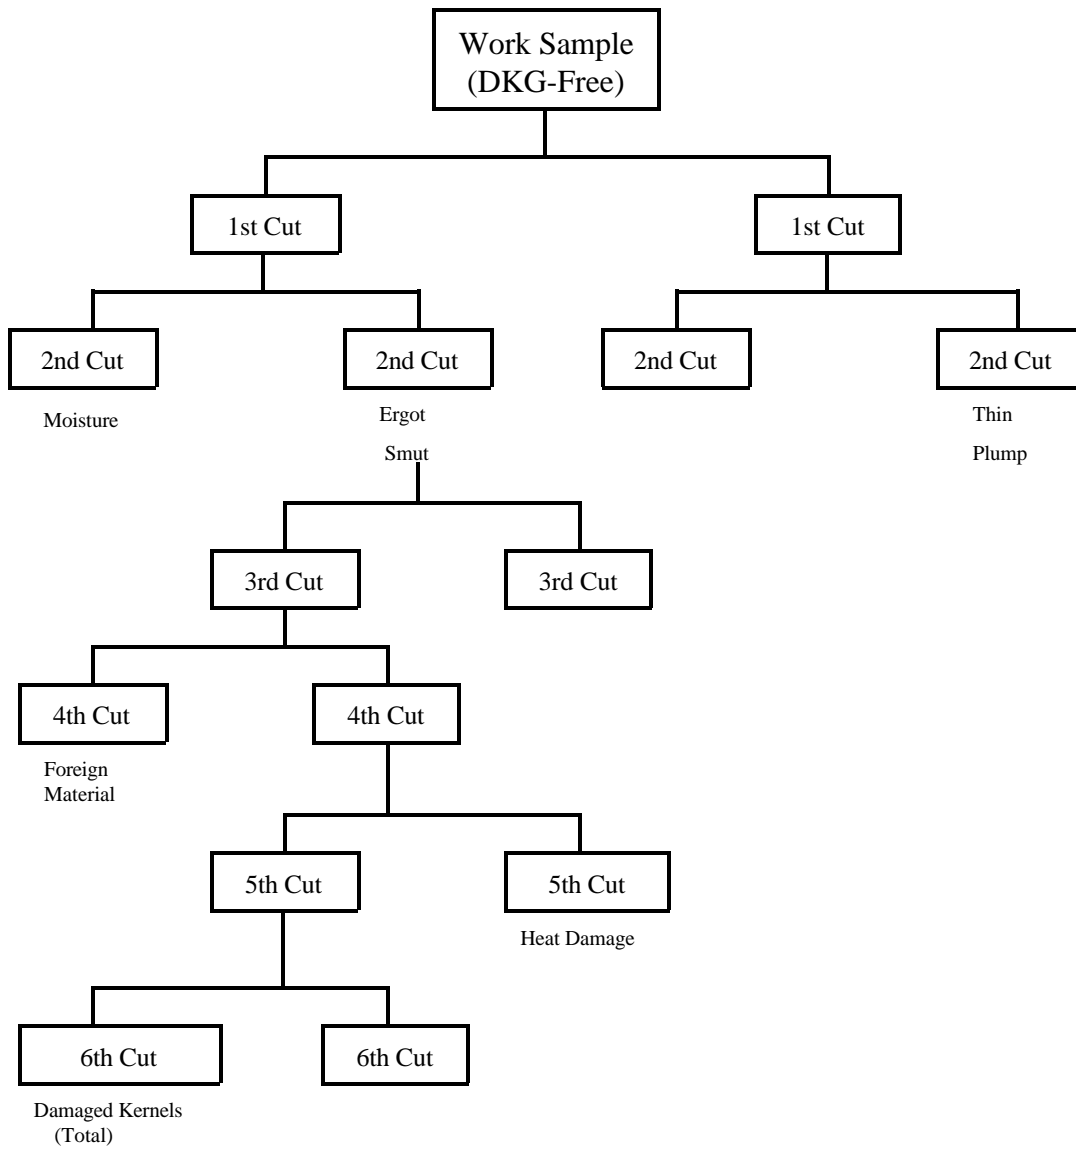 Work Sample
(DKG-Free)
1st Cut
1st Cut
2nd Cut
2nd Cut
2nd Cut
2nd Cut
Moisture
Ergot
Smut
Thin
Plump
3rd Cut
3rd Cut
4th Cut
4th Cut
Foreign
Material
5th Cut
5th Cut
Heat Damage
6th Cut
6th Cut
Damaged Kernels
(Total)